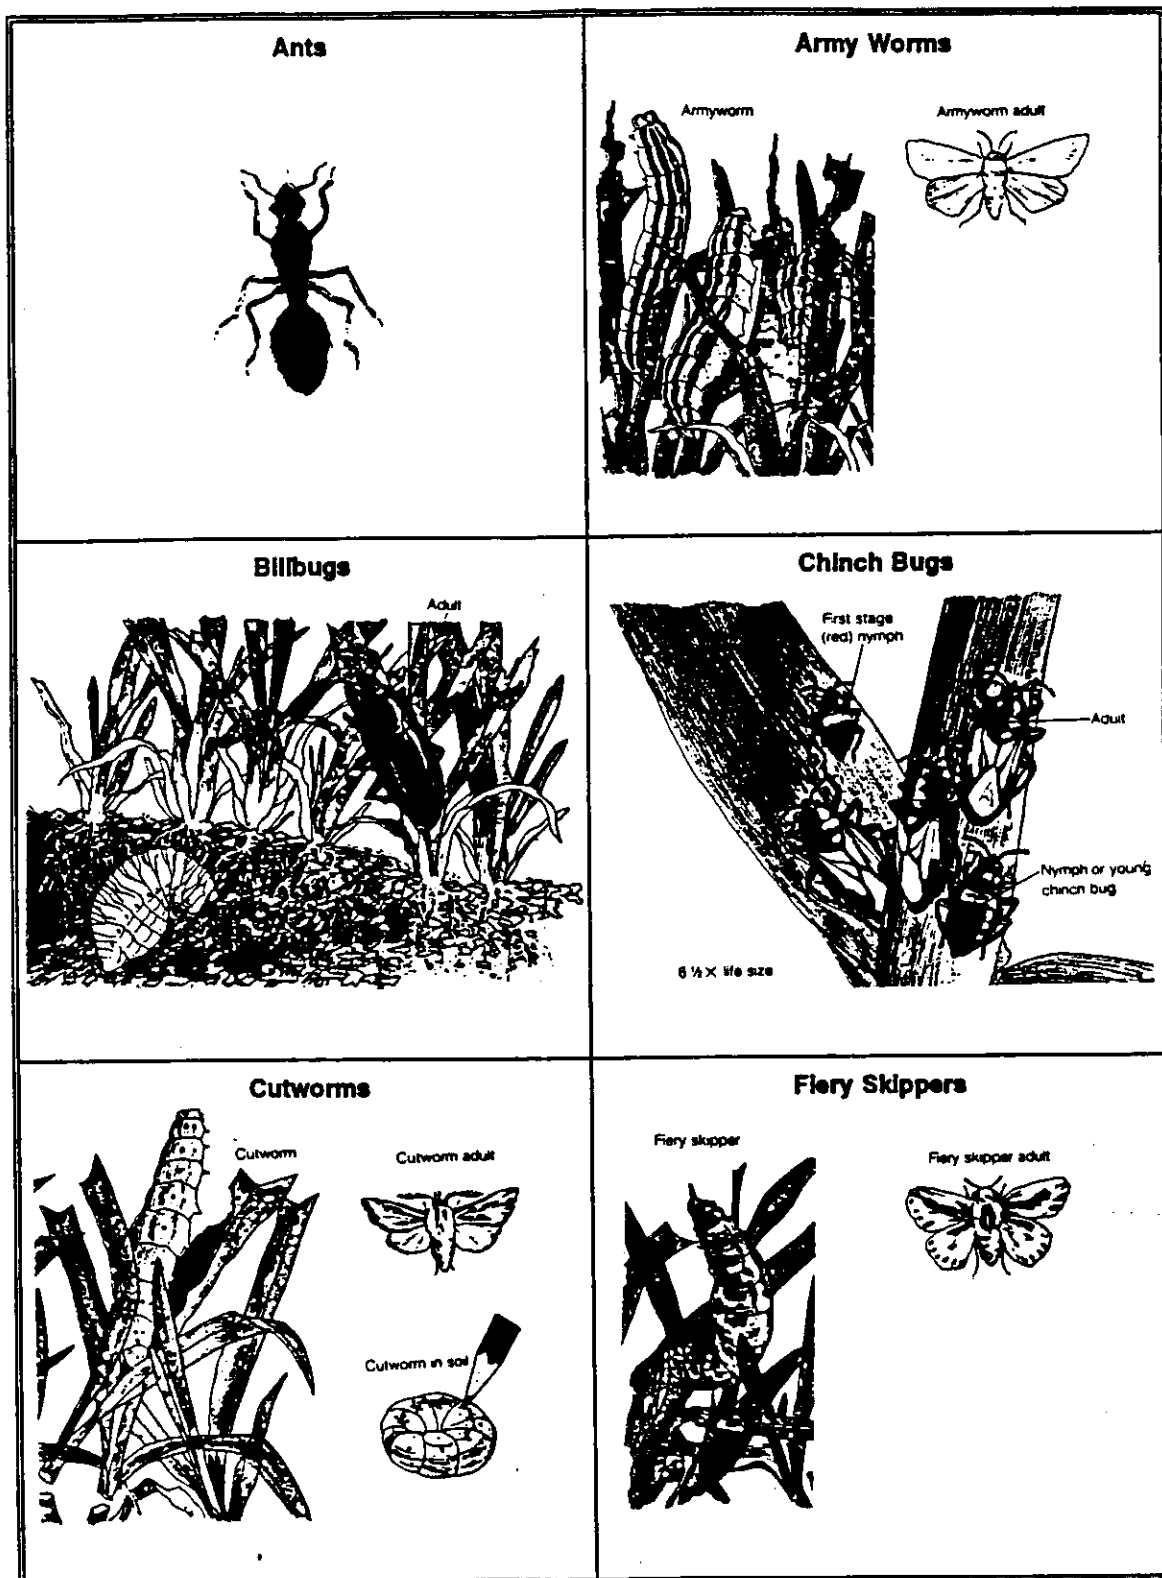 Ants
Army Worms
Armyworm
Armyworm adult
Billbugs
Adult
Chinch Bugs
First stage
(red) nymph
Adult
Nymph or young
chinch bug
6 ½ X life size
Cutworms
Cutworm
Cutworm adult
Cutworm in soil
Fiery Skippers
Fiery skipper
Fiery skipper adult